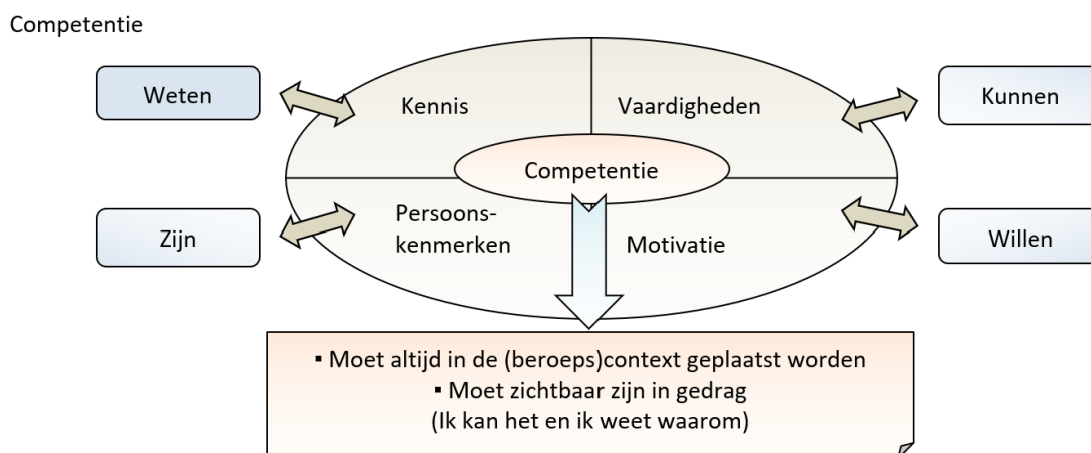 Competentie
Weten
Kennis
Vaardigheden
Kunnen
Competentie
Zijn
Persoons-
kenmerken
Motivatie
Willen
▪ Moet altijd in de (beroeps)context geplaatst worden
▪ Moet zichtbaar zijn in gedrag
(Ik kan het en ik weet waarom)